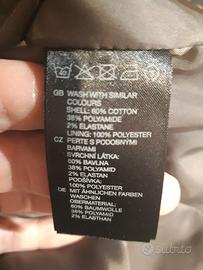 GB WASH WITH SIMILAR
COLOURS
SHELL: 60% COTTON
38% POLYAMIDE
2% ELASTANE
LINING: 100% POLYESTER
CZ PERTE S PODOBNÝMI
BARVAMI
SVRCHNÍ LÁTKA:
60% BAVLNA
38% POLYAMID
2% ELASTAN
PODŠÍVKA:
100% POLYESTER
DE MIT ÄHNLICHEN FARBEN
WASCHEN
OBERMATERIAL:
60% BAUMWOLLE
38% POLYAMID
2% ELASTHAN
Subito